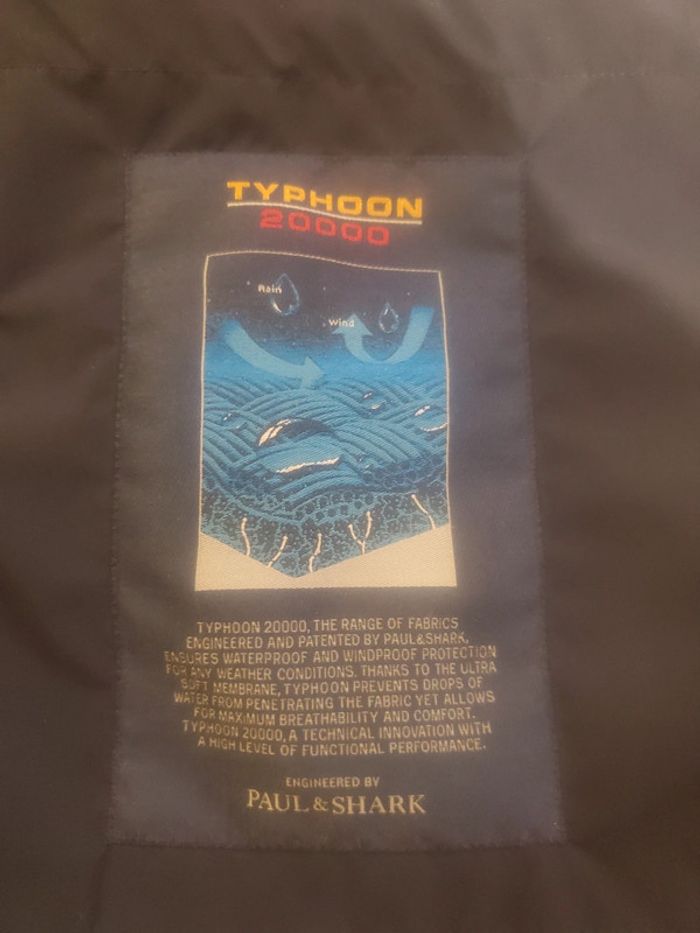 TYPHOON
20000
Rain
Wind
TYPHOON 20000, THE RANGE OF FABRICS
ENGINEERED AND PATENTED BY PAUL&SHARK,
ENSURES WATERPROOF AND WINDPROOF PROTECTION
FOR ANY WEATHER CONDITIONS. THANKS TO THE ULTRA
SOFT MEMBRANE, TYPHOON PREVENTS DROPS OF
WATER FROM PENETRATING THE FABRIC YET ALLOWS
FOR MAXIMUM BREATHABILITY AND COMFORT.
TYPHOON 20000, A TECHNICAL INNOVATION WITH
A HIGH LEVEL OF FUNCTIONAL PERFORMANCE.
ENGINEERED BY
PAUL & SHARK